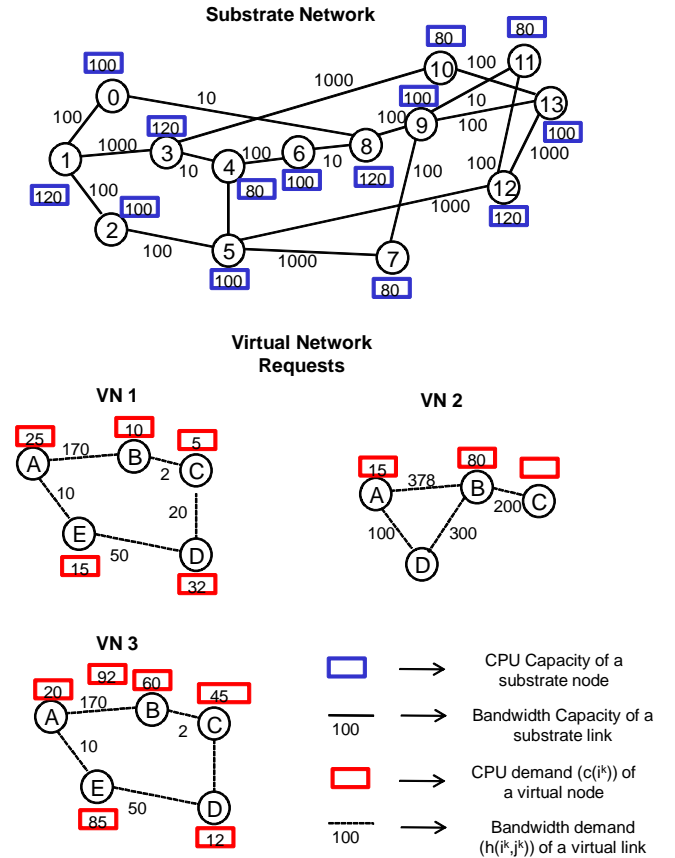 Substrate Network
80
80
100
10
100
11
1000
100
0
10
100
10
13
100
120
100
9
100
1000
3
100
8
100
1
100
6
1000
10
4
10
100
100
12
120
100
100
80
100
120
1000
120
2
100
5
1000
7
100
80
Virtual Network
Requests
VN 1
VN 2
25
10
5
170
A
B
2
C
10
20
E
50
D
15
32
15
80
378
A
B
200
C
100
300
D
VN 3
92
60
20
45
170
A
B
2
C
10
E
50
D
85
12
CPU Capacity of a
substrate node
Bandwidth Capacity of a
100
substrate link
CPU demand (c(i^k)) of
a virtual node
Bandwidth demand
100
(h(i^k,j^k)) of a virtual link